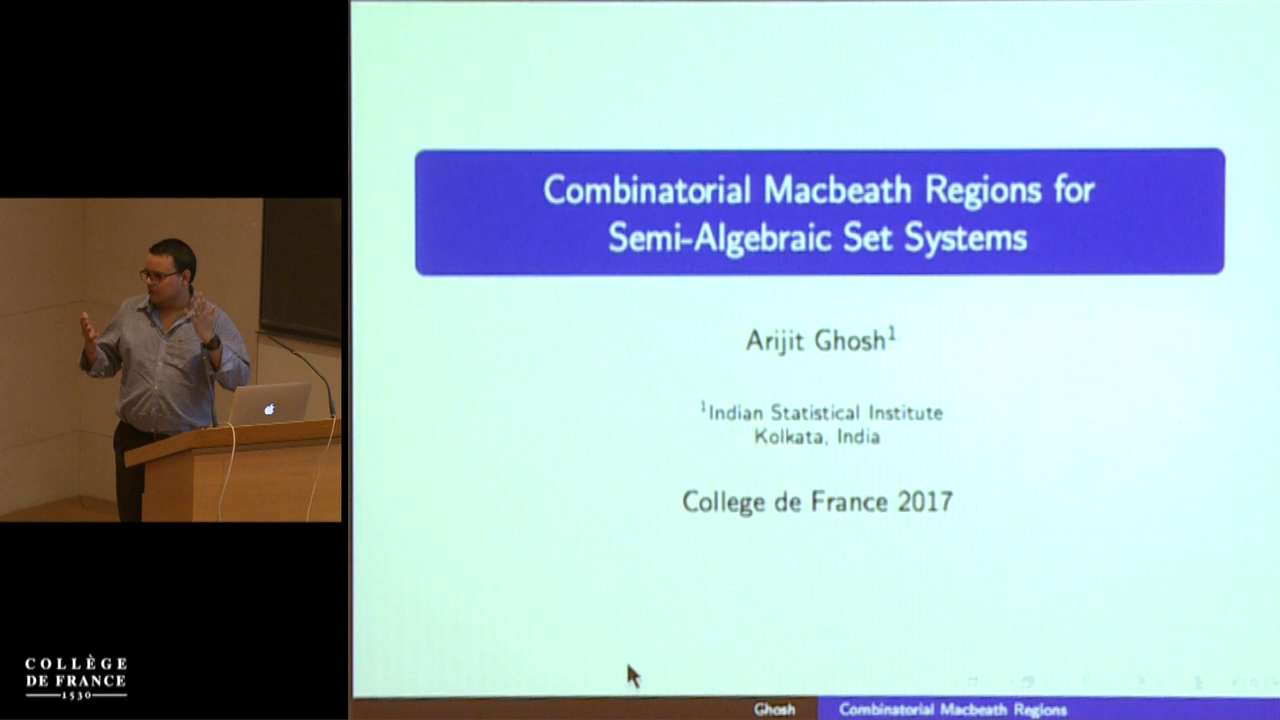 Combinatorial Macbeath Regions for
Semi-Algebraic Set Systems
Arijit Ghosh¹
¹Indian Statistical Institute
Kolkata, India
College de France 2017
COLLÈGE
DE FRANCE
1530
Ghosh
Combinatorial Macbeath Regions